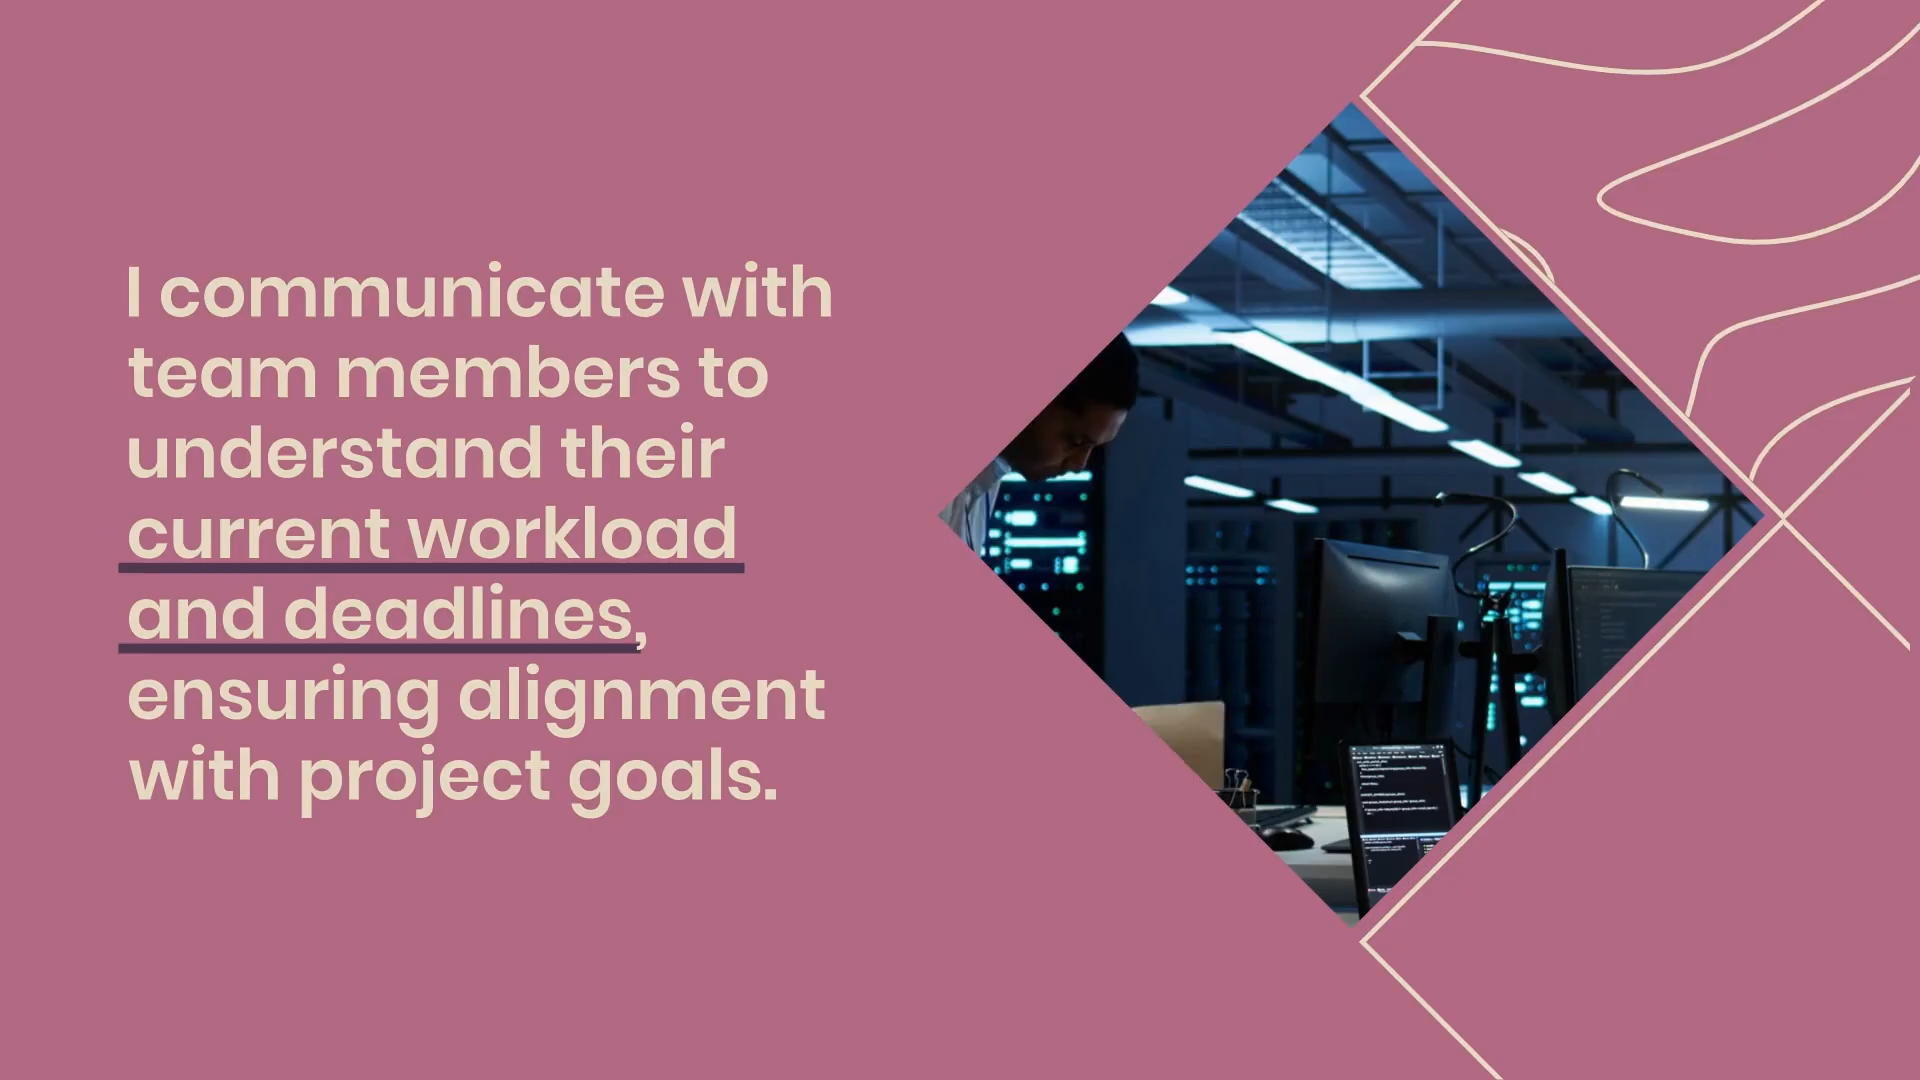 I communicate with
team members to
understand their
current workload
and deadlines,
ensuring alignment
with project goals.